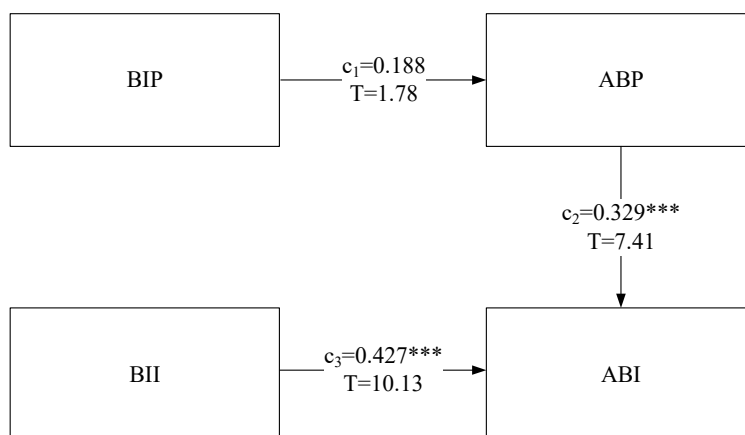 BIP
c₁=0.188
T=1.78
ABP
c₂=0.329***
T=7.41
BII
c₃=0.427***
T=10.13
ABI